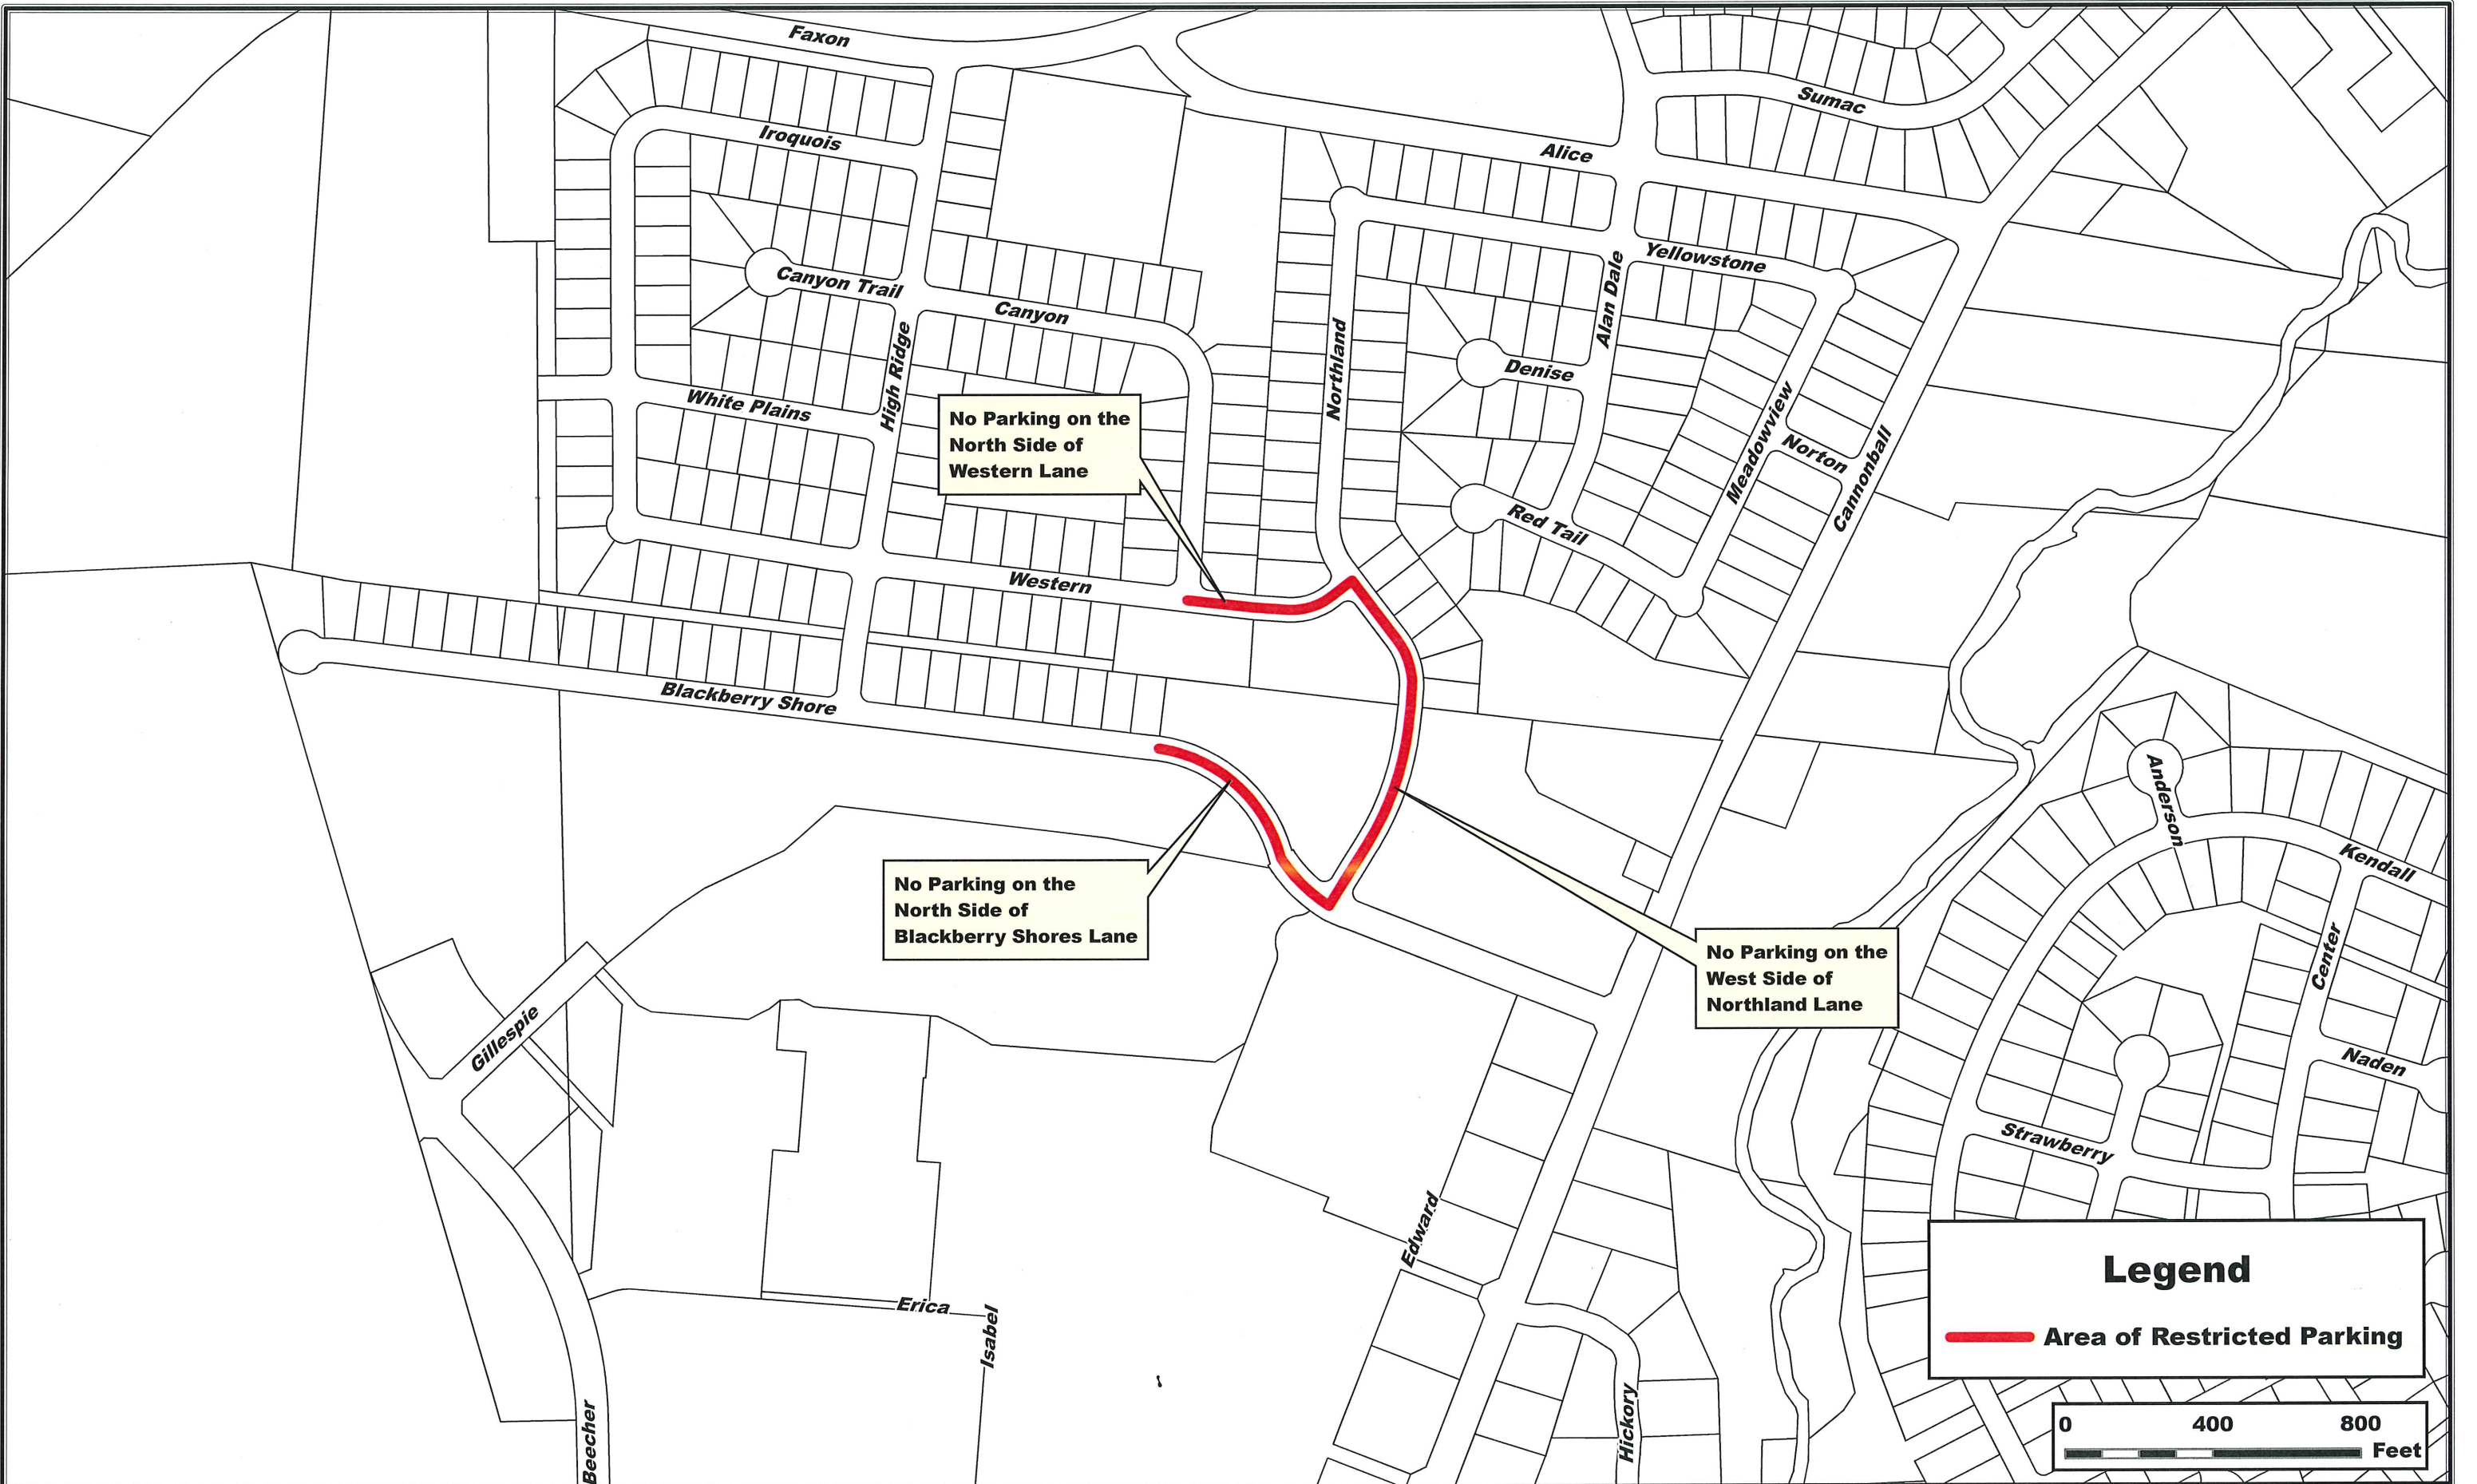 Faxon
Sumac
Iroquois
Alice
Yellowstone
Canyon Trail
Canyon
Alan Dale
Northland
High Ridge
Denise
White Plains
Meadowview
Norton
Cannonball
No Parking on the
North Side of
Western Lane
Red Tail
Western
Blackberry Shore
Anderson
Kendall
No Parking on the
North Side of
Blackberry Shores Lane
No Parking on the
West Side of
Northland Lane
Center
Gillespie
Naden
Strawberry
Edward
Erica
Isabel
Beecher
Hickory
Legend
Area of Restricted Parking
0 400 800
Feet